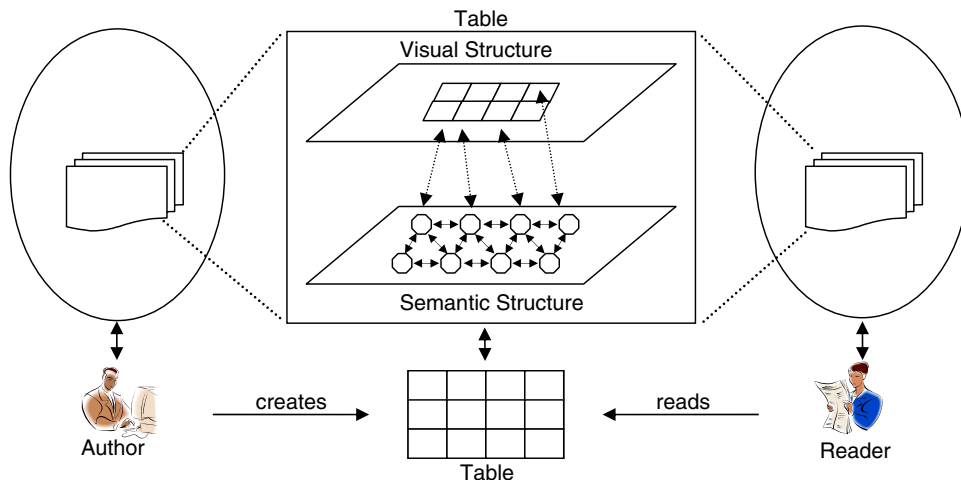 Table
Visual Structure
Semantic Structure
creates
reads
Author
Table
Reader